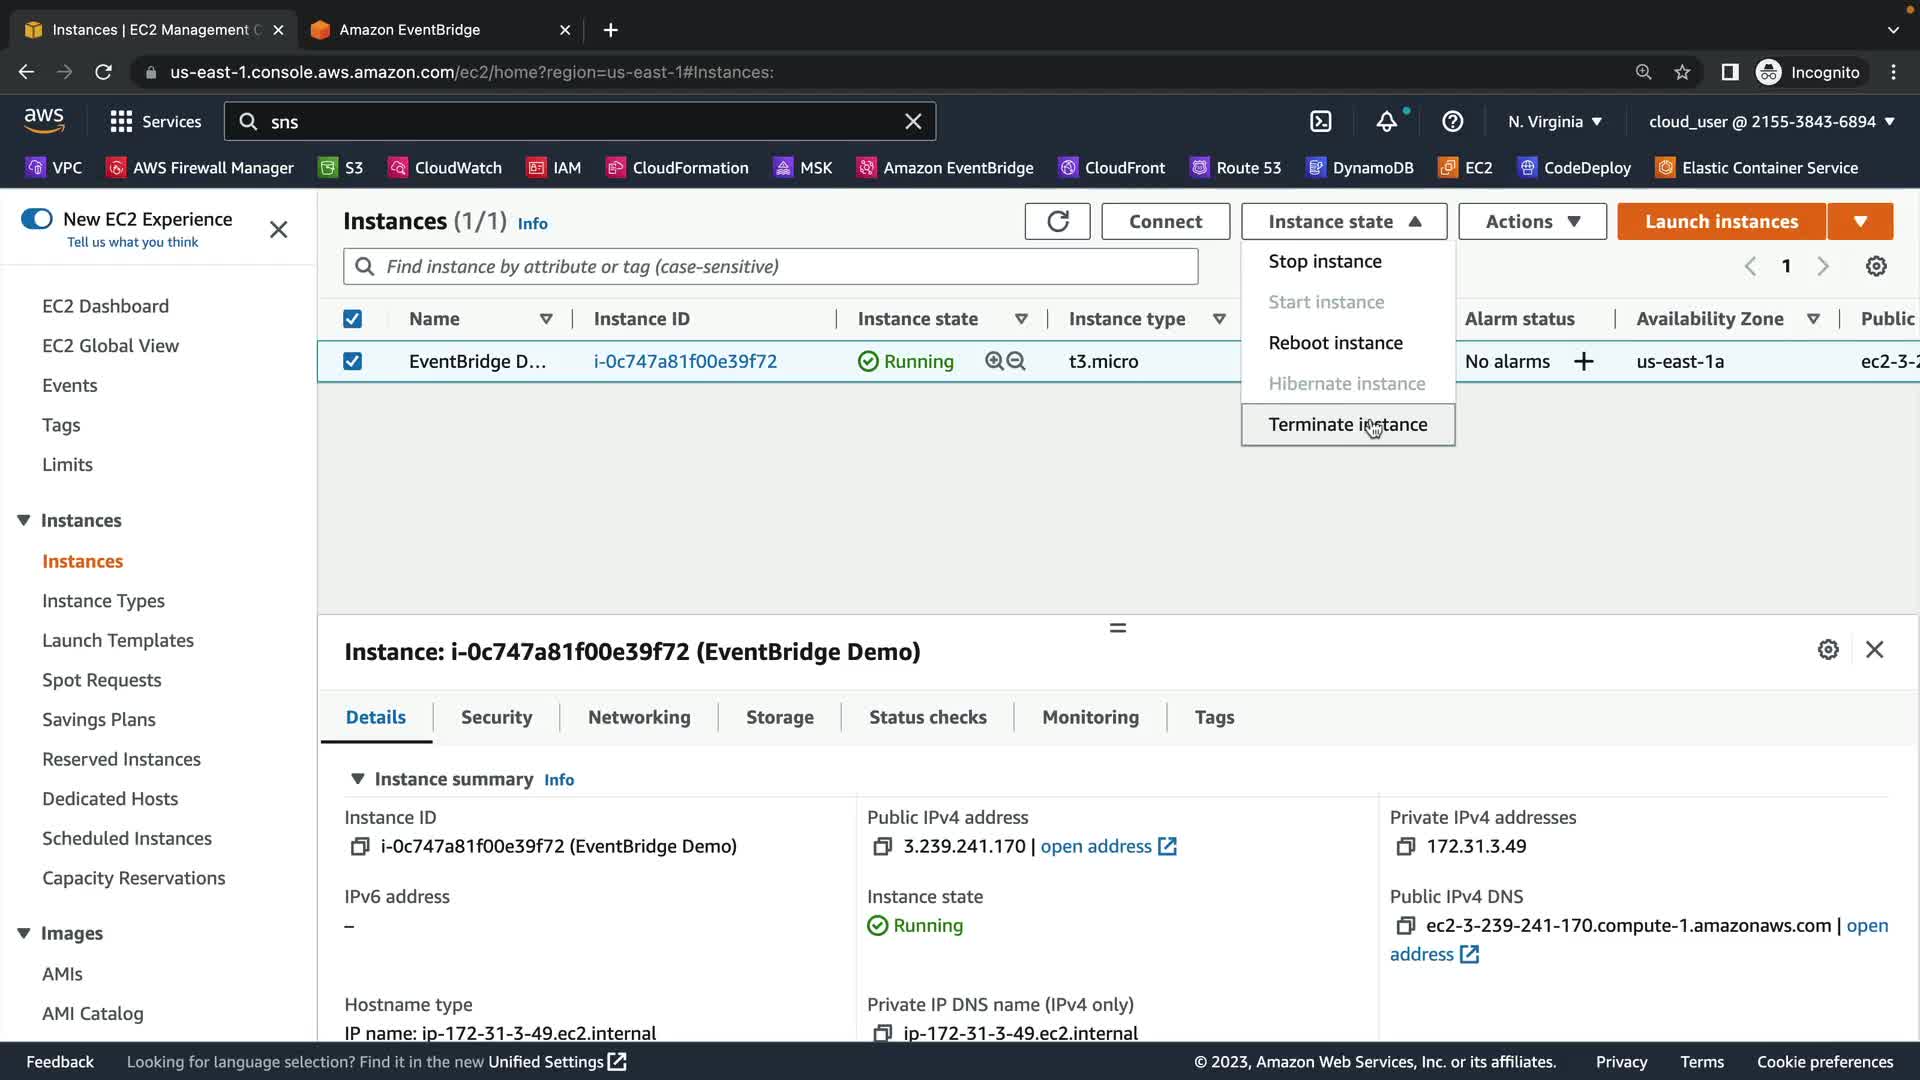 Instances | EC2 Management C
Amazon EventBridge
us-east-1.console.aws.amazon.com/ec2/home?region=us-east-1#Instances:
Incognito
aws
Services
sns
N. Virginia
cloud_user @ 2155-3843-6894
VPC
AWS Firewall Manager
S3
CloudWatch
IAM
CloudFormation
MSK
Amazon EventBridge
CloudFront
Route 53
DynamoDB
EC2
CodeDeploy
Elastic Container Service
New EC2 Experience
Tell us what you think
EC2 Dashboard
EC2 Global View
Events
Tags
Limits
Instances
Instances
Instance Types
Launch Templates
Spot Requests
Savings Plans
Reserved Instances
Dedicated Hosts
Scheduled Instances
Capacity Reservations
Images
AMIs
AMI Catalog
Instances (1/1) Info
Connect
Instance state
Actions
Launch instances
Find instance by attribute or tag (case-sensitive)
1
Stop instance
Start instance
Reboot instance
Hibernate instance
Terminate instance
Name
Instance ID
Instance state
Instance type
Alarm status
Availability Zone
Public
EventBridge D...
i-0c747a81f00e39f72
Running
t3.micro
No alarms
us-east-1a
ec2-3-2
Instance: i-0c747a81f00e39f72 (EventBridge Demo)
Details
Security
Networking
Storage
Status checks
Monitoring
Tags
Instance summary Info
Instance ID
i-0c747a81f00e39f72 (EventBridge Demo)
Public IPv4 address
3.239.241.170 | open address
Private IPv4 addresses
172.31.3.49
IPv6 address
–
Instance state
Running
Public IPv4 DNS
ec2-3-239-241-170.compute-1.amazonaws.com | open
address
Hostname type
IP name: ip-172-31-3-49.ec2.internal
Private IP DNS name (IPv4 only)
ip-172-31-3-49.ec2.internal
Feedback
Looking for language selection? Find it in the new Unified Settings
© 2023, Amazon Web Services, Inc. or its affiliates.
Privacy
Terms
Cookie preferences